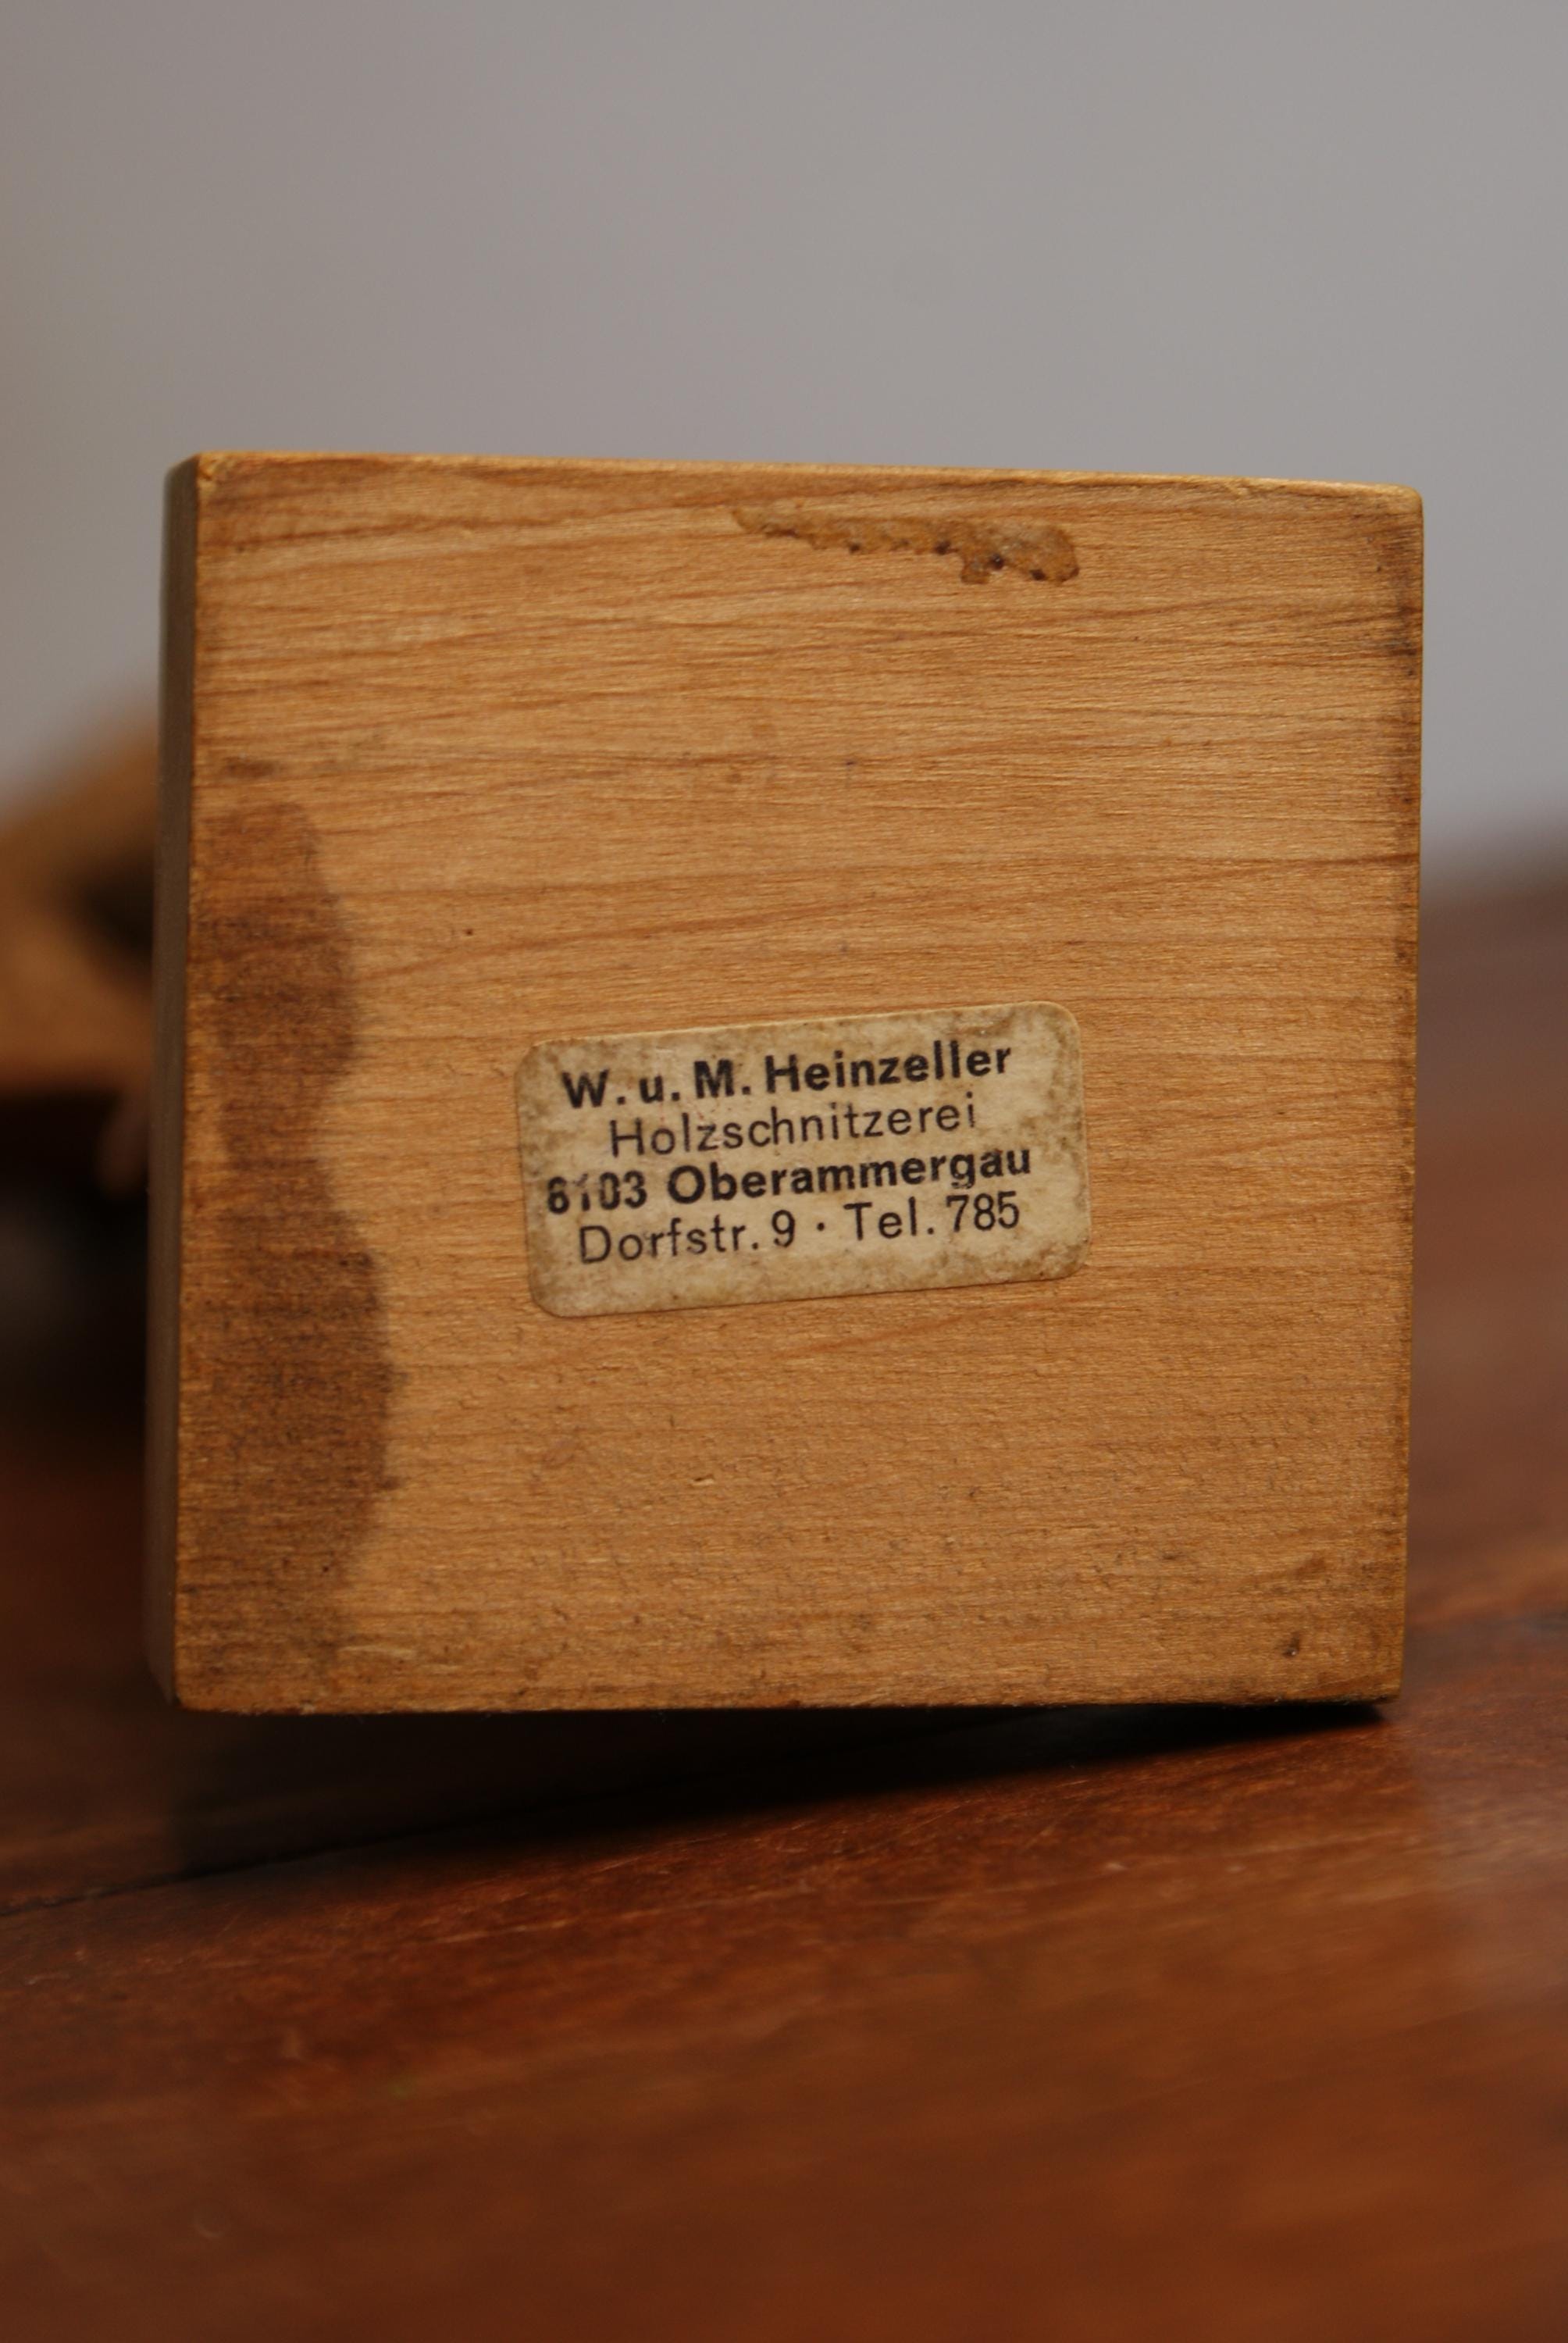 W. u. M. Heinzeller
Holzschnitzerei
8103 Oberammergau
Dorfstr. 9 · Tel. 785